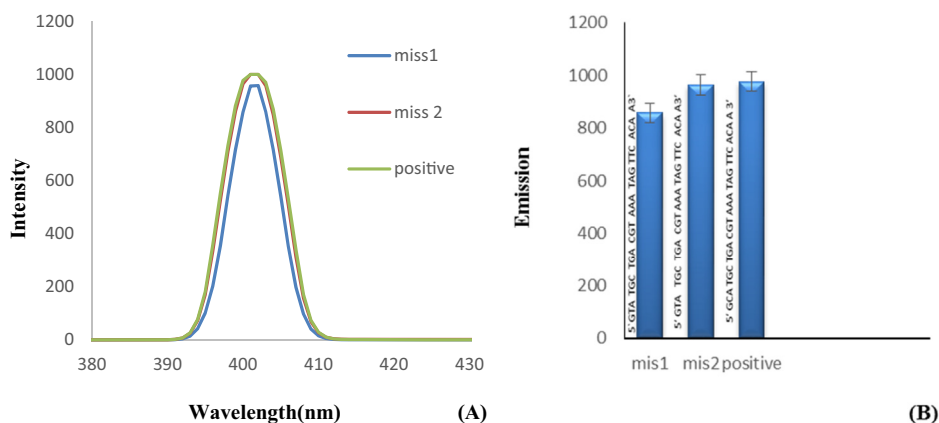 1200
1000
800
600
400
200
0
380
390
400
410
420
430
Intensity
Wavelength(nm)
miss1
miss 2
positive
(A)
1200
1000
800
600
400
200
0
Emission
5' GTA TGC TGA CGT AAA TAG TTC ACA A3'
5' GTA TGC TGA CGT AAA TAG TTC ACA A3'
5' GCA TGC TGA CGT AAA TAG TTC ACA A 3'
mis1
mis2
positive
(B)